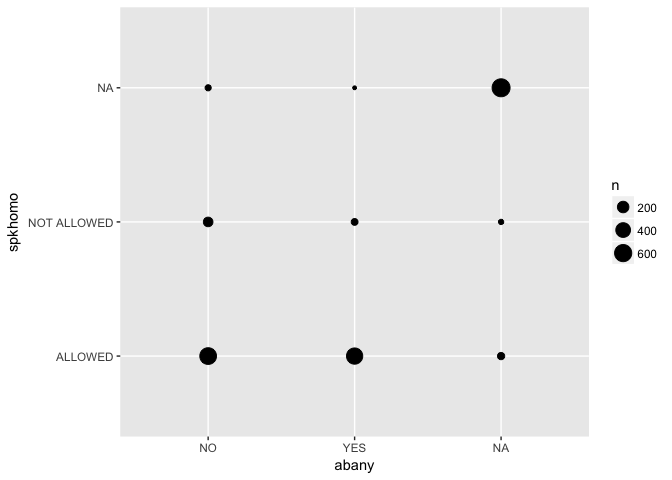 NA
NOT ALLOWED
ALLOWED
spkhomo
NO YES NA
abany
n
200
400
600